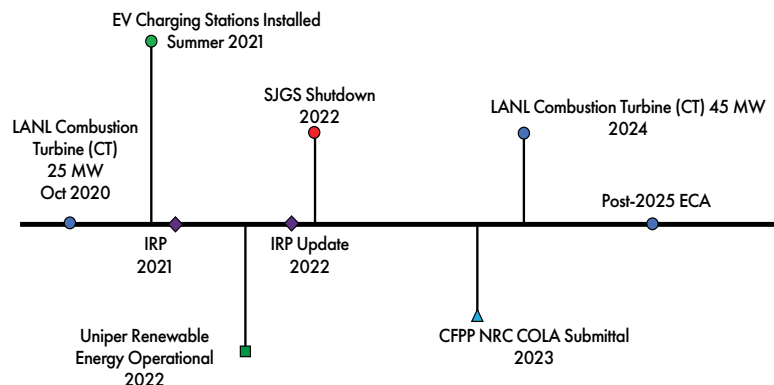 EV Charging Stations Installed
Summer 2021
SJGS Shutdown
2022
LANL Combustion Turbine (CT) 45 MW
2024
LANL Combustion
Turbine (CT)
25 MW
Oct 2020
Post-2025 ECA
IRP
2021
IRP Update
2022
Uniper Renewable
Energy Operational
2022
CFPP NRC COLA Submittal
2023